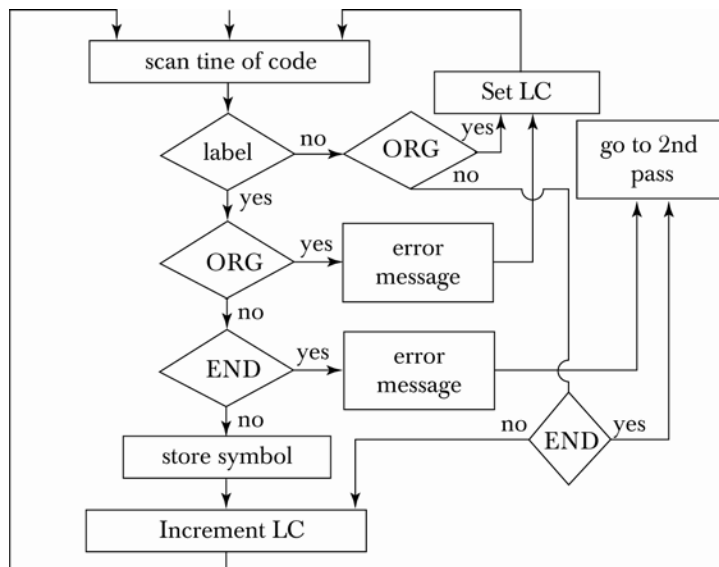 scan tine of code
Set LC
label
no
ORG
yes
no
go to 2nd
pass
yes
ORG
yes
error
message
no
END
yes
error
message
no
no
END
yes
store symbol
Increment LC